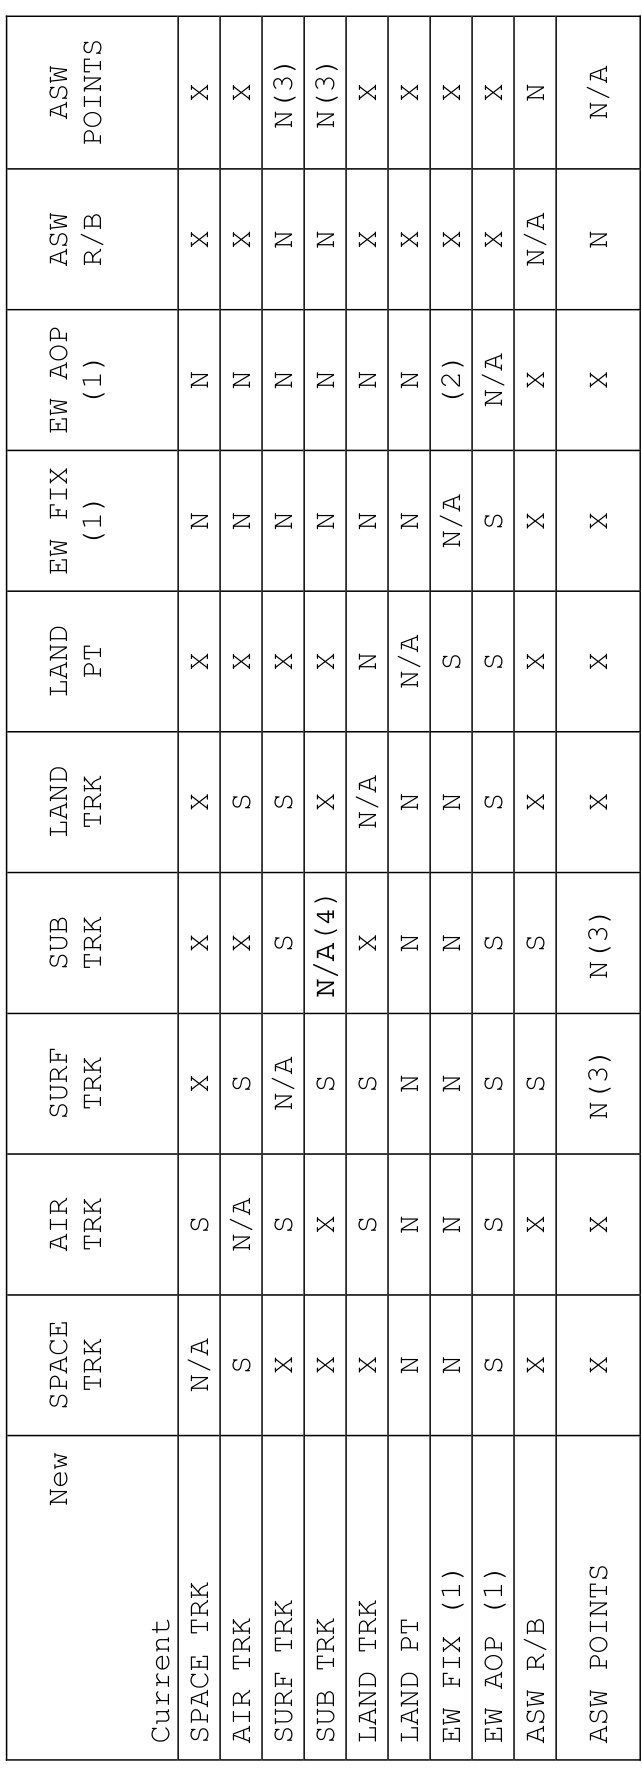 New SPACE AIR SURF SUB LAND LAND EW FIX EW AOP ASW ASW
TRK TRK TRK TRK TRK PT (1) (1) R/B POINTS
Current
SPACE TRK N/A S X X X X N N X X
AIR TRK S N/A S X S X N N X X
SURF TRK X S N/A S S X N N N N(3)
SUB TRK X X S N/A(4) X X N N N N(3)
LAND TRK X S S X N/A N N N X X
LAND PT N N N N N N/A N N X X
EW FIX (1) N N N N N S N/A (2) X X
EW AOP (1) S S S S S S S N/A X X
ASW R/B X X S S X X X X N/A N
ASW POINTS X X N(3) N(3) X X X X N N/A